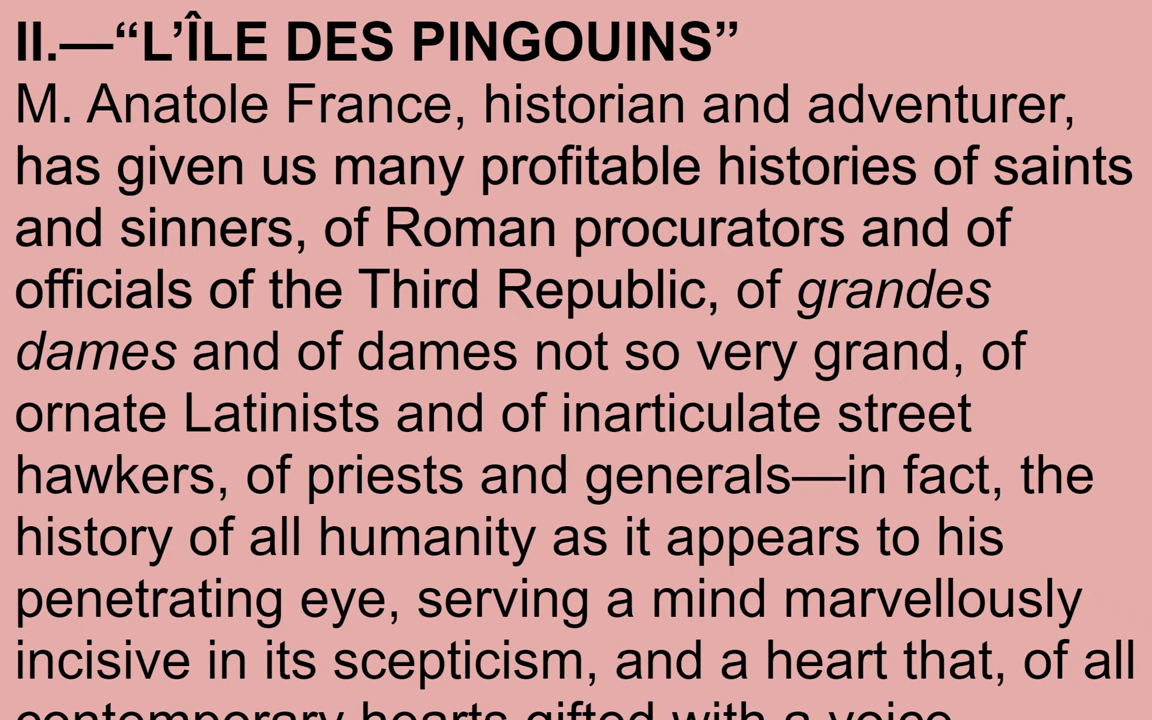 II.—“L’ÎLE DES PINGOUINS”
M. Anatole France, historian and adventurer,
has given us many profitable histories of saints
and sinners, of Roman procurators and of
officials of the Third Republic, of grandes
dames and of dames not so very grand, of
ornate Latinists and of inarticulate street
hawkers, of priests and generals—in fact, the
history of all humanity as it appears to his
penetrating eye, serving a mind marvellously
incisive in its scepticism, and a heart that, of all
contemporary hearts gifted with a voice,